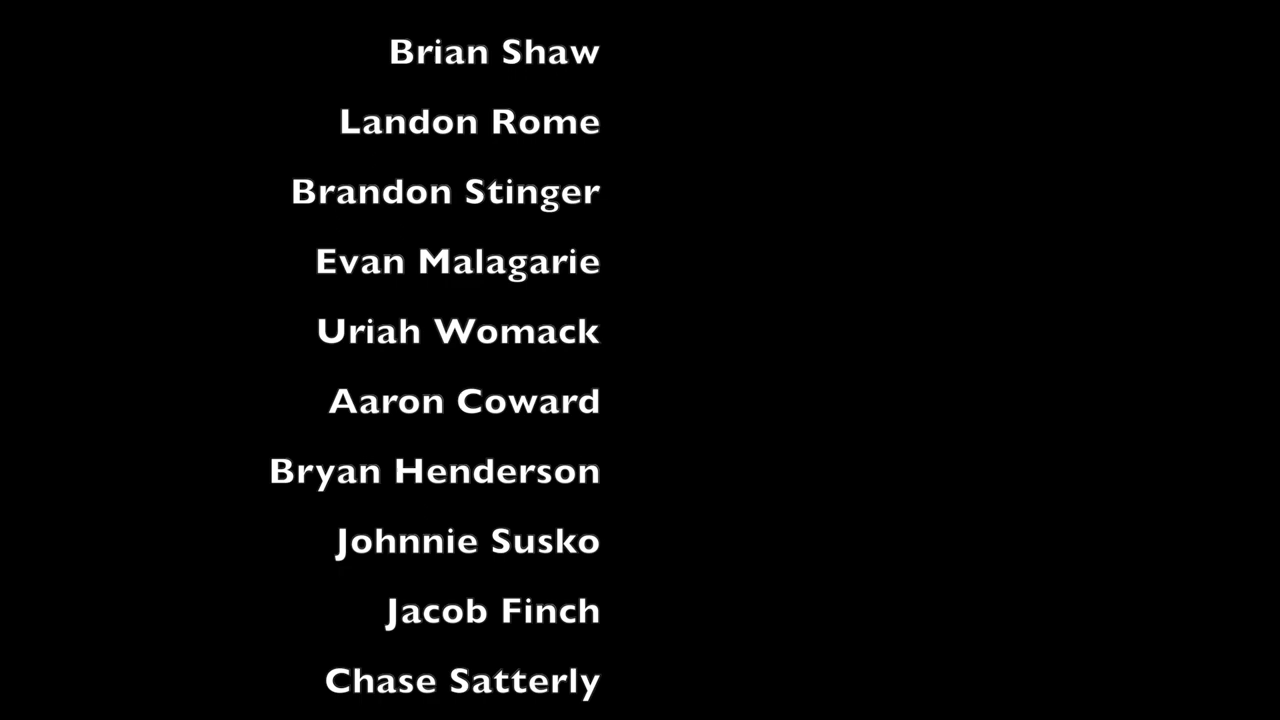 Brian Shaw
Landon Rome
Brandon Stinger
Evan Malagarie
Uriah Womack
Aaron Coward
Bryan Henderson
Johnnie Susko
Jacob Finch
Chase Satterly